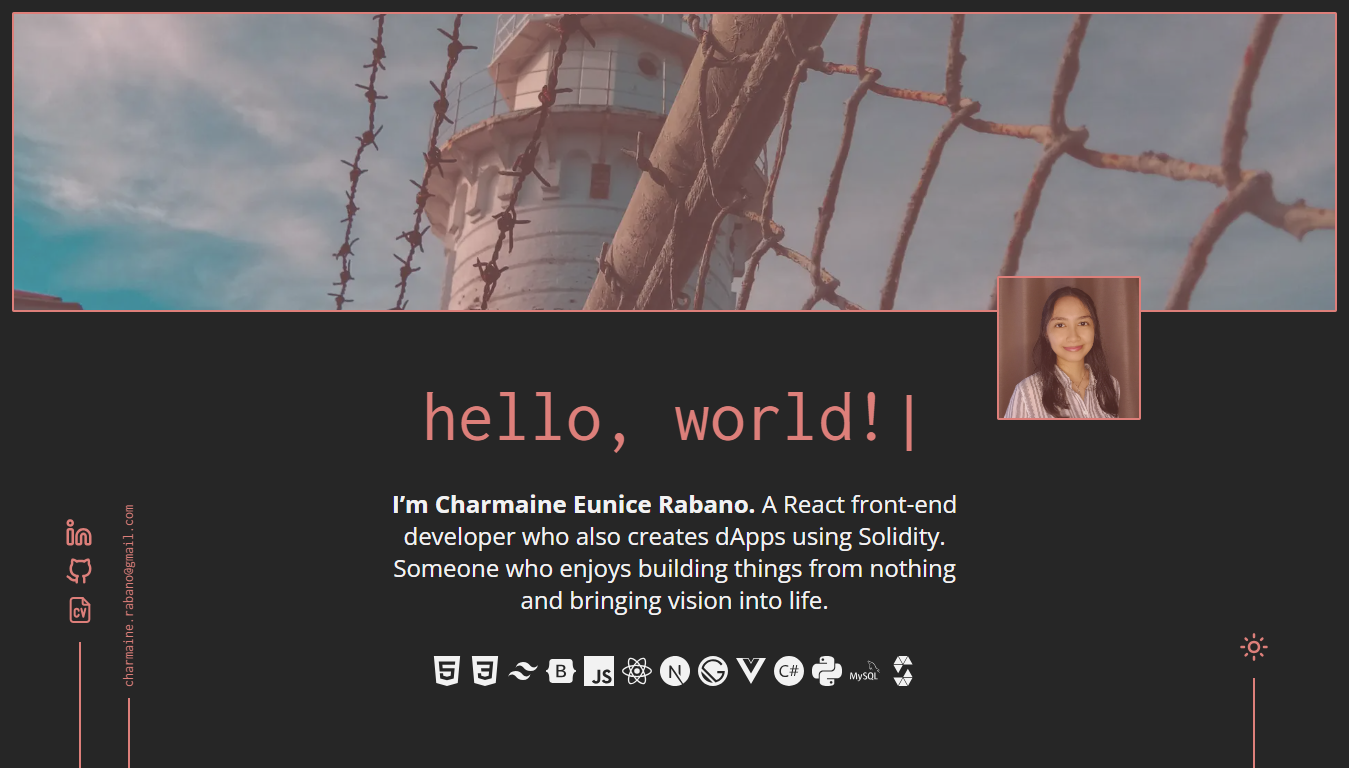 hello, world!|
I’m Charmaine Eunice Rabano. A React front-end
developer who also creates dApps using Solidity.
Someone who enjoys building things from nothing
and bringing vision into life.
CV
charmaine.rabano@gmail.com
5 3 B JS N G C# MySQL